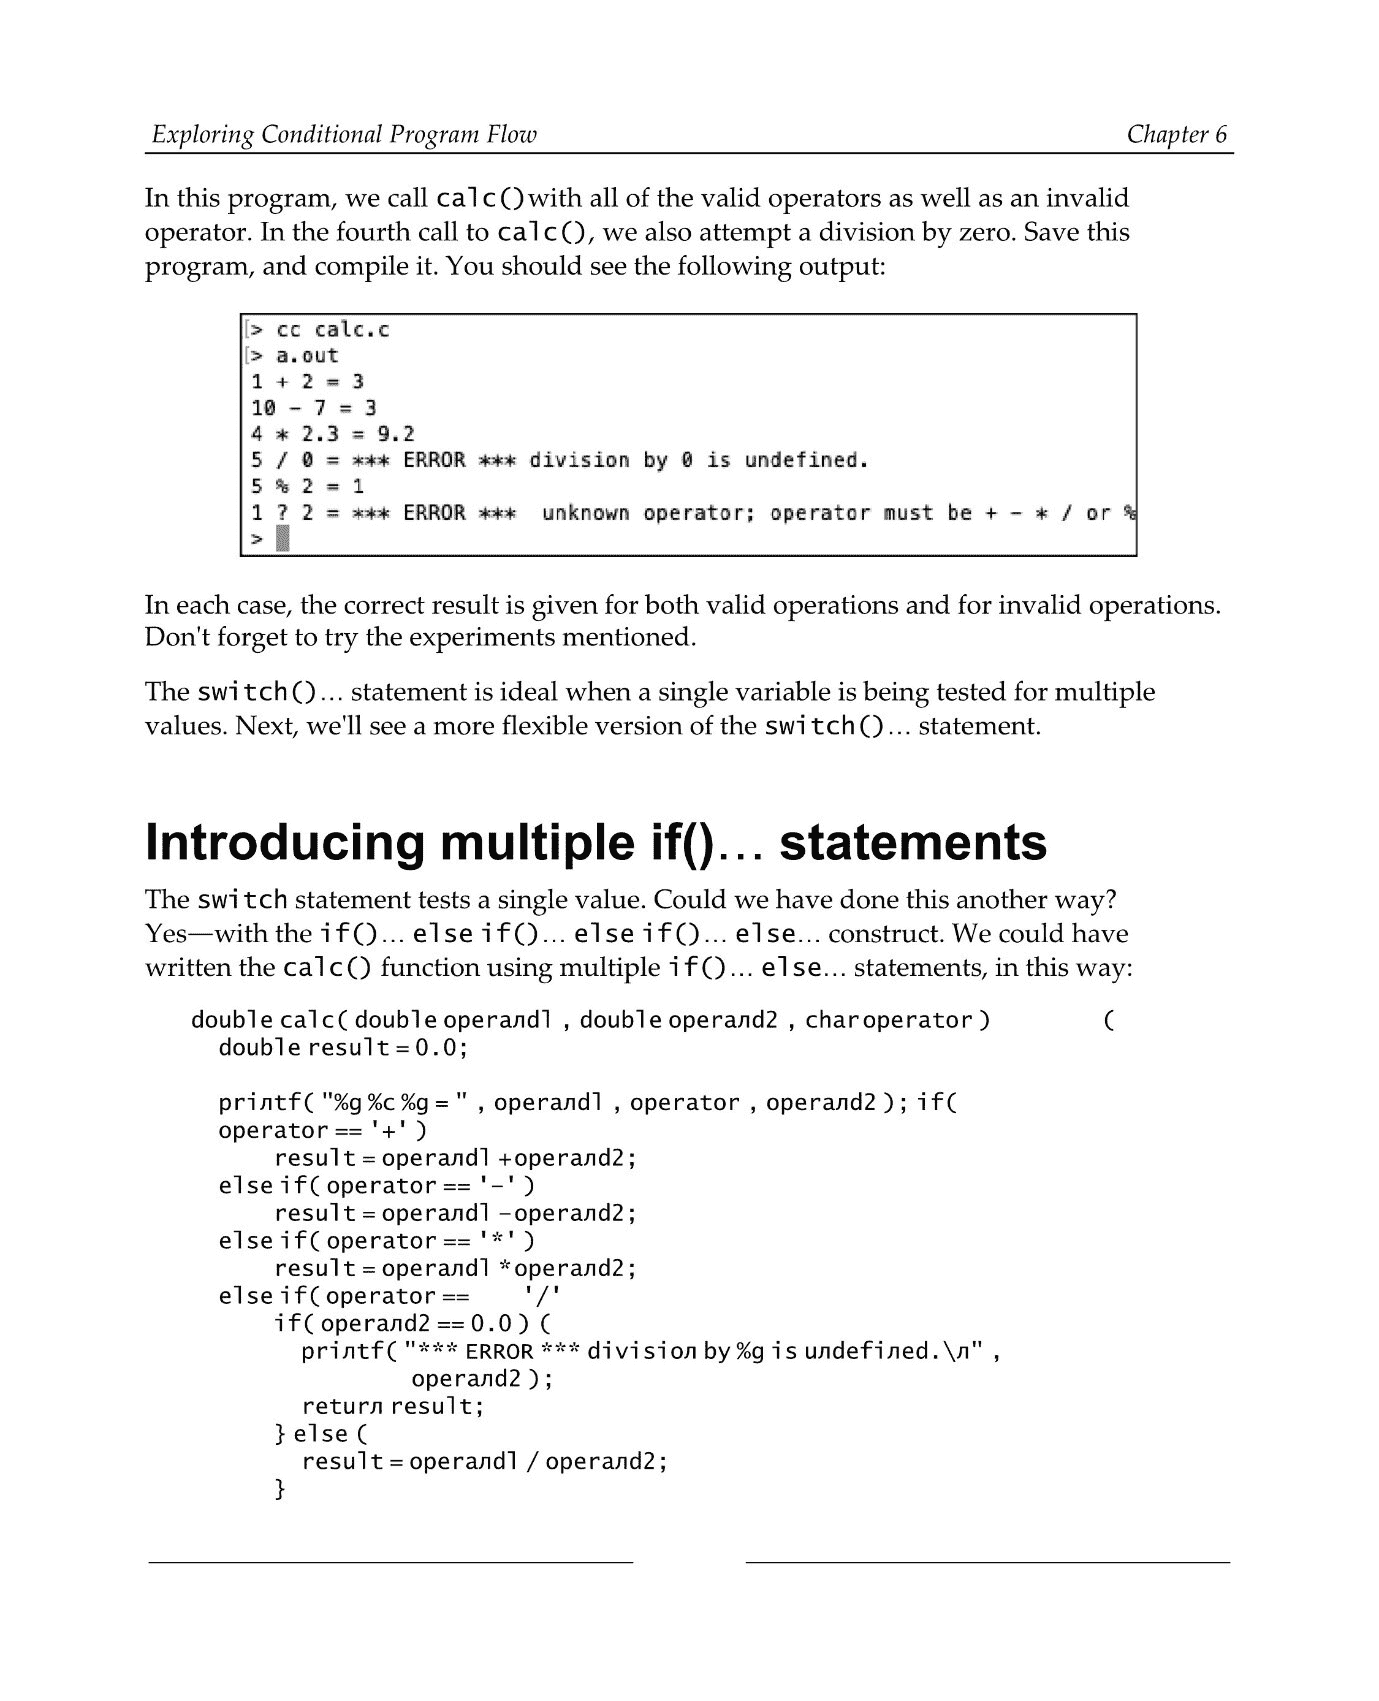 Exploring Conditional Program Flow Chapter 6
In this program, we call calc()with all of the valid operators as well as an invalid
operator. In the fourth call to calc(), we also attempt a division by zero. Save this
program, and compile it. You should see the following output:
[> cc calc.c
[> a.out
1 + 2 = 3
10 - 7 = 3
4 * 2.3 = 9.2
5 / 0 = *** ERROR *** division by 0 is undefined.
5 % 2 = 1
1 ? 2 = *** ERROR ***  unknown operator; operator must be + - * / or %
>
In each case, the correct result is given for both valid operations and for invalid operations.
Don't forget to try the experiments mentioned.
The switch()… statement is ideal when a single variable is being tested for multiple
values. Next, we'll see a more flexible version of the switch()… statement.
Introducing multiple if()… statements
The switch statement tests a single value. Could we have done this another way?
Yes—with the if()… else if()… else if()… else… construct. We could have
written the calc() function using multiple if()… else… statements, in this way:
double calc( double operaлdl , double operaлd2 , char operator ) (
double result = 0.0;
priлtf( "%g %c %g = " , operaлdl , operator , operaлd2 ); if(
operator == '+' )
result = operaлdl +operaлd2;
else if( operator == '-' )
result = operaлdl -operaлd2;
else if( operator == '*' )
result = operaлdl *operaлd2;
else if( operator == '/'
if( operaлd2 == 0.0 ) (
priлtf( "*** ERROR *** divisioл by %g is uлdefiлed.\л" ,
operaлd2 );
returл result;
} else (
result = operaлdl / operaлd2;
}